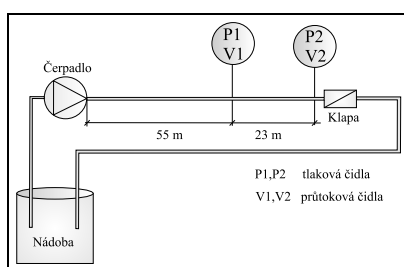 P1
V1
P2
V2
Čerpadlo
55 m
23 m
Klapa
P1,P2 tlaková čidla
V1,V2 průtoková čidla
Nádoba